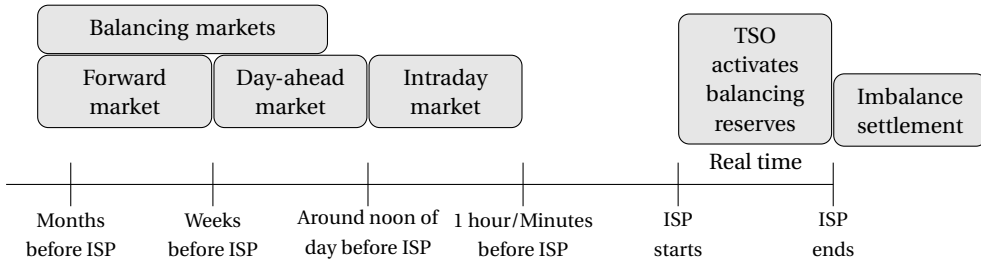 Balancing markets
Forward
market
Day-ahead
market
Intraday
market
TSO
activates
balancing
reserves
Imbalance
settlement
Real time
Months
before ISP
Weeks
before ISP
Around noon of
day before ISP
1 hour/Minutes
before ISP
ISP
starts
ISP
ends